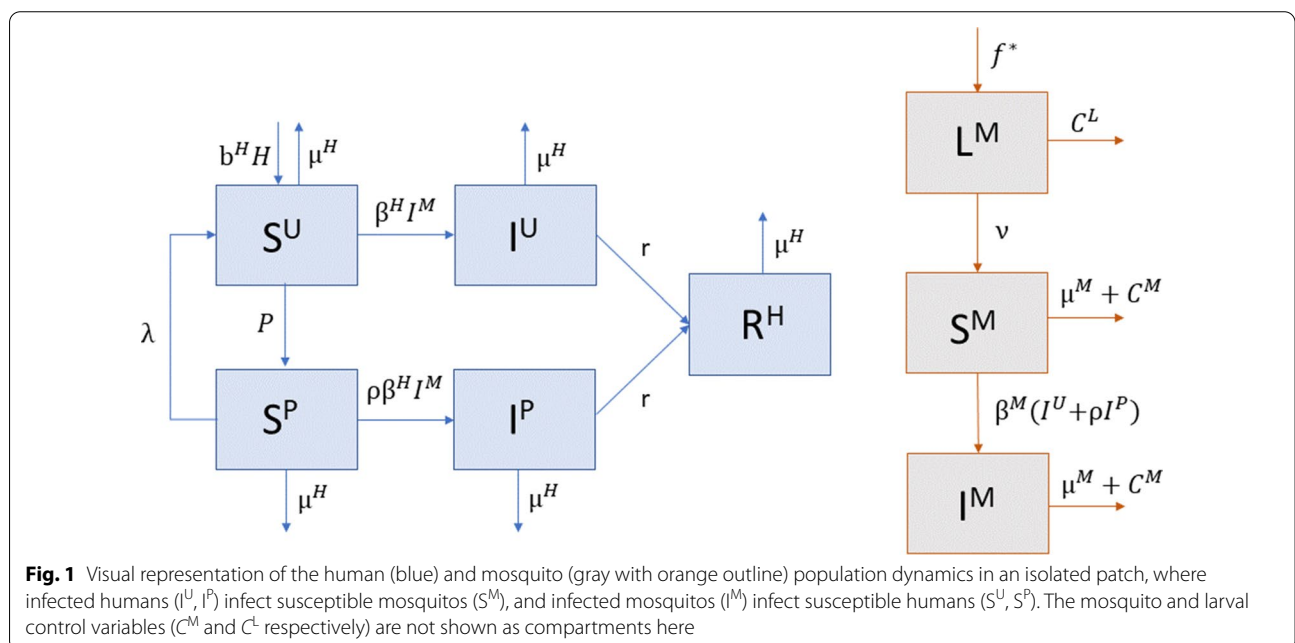 f*
L^M
C^L
b^H H
μ^H
μ^H
μ^H
S^U
β^H I^M
I^U
r
ν
R^H
S^M
μ^M + C^M
λ
P
S^P
ρβ^H I^M
I^P
r
β^M(I^U+ρI^P)
I^M
μ^M + C^M
μ^H
μ^H
Fig. 1 Visual representation of the human (blue) and mosquito (gray with orange outline) population dynamics in an isolated patch, where
infected humans (I^U, I^P) infect susceptible mosquitos (S^M), and infected mosquitos (I^M) infect susceptible humans (S^U, S^P). The mosquito and larval
control variables (C^M and C^L respectively) are not shown as compartments here